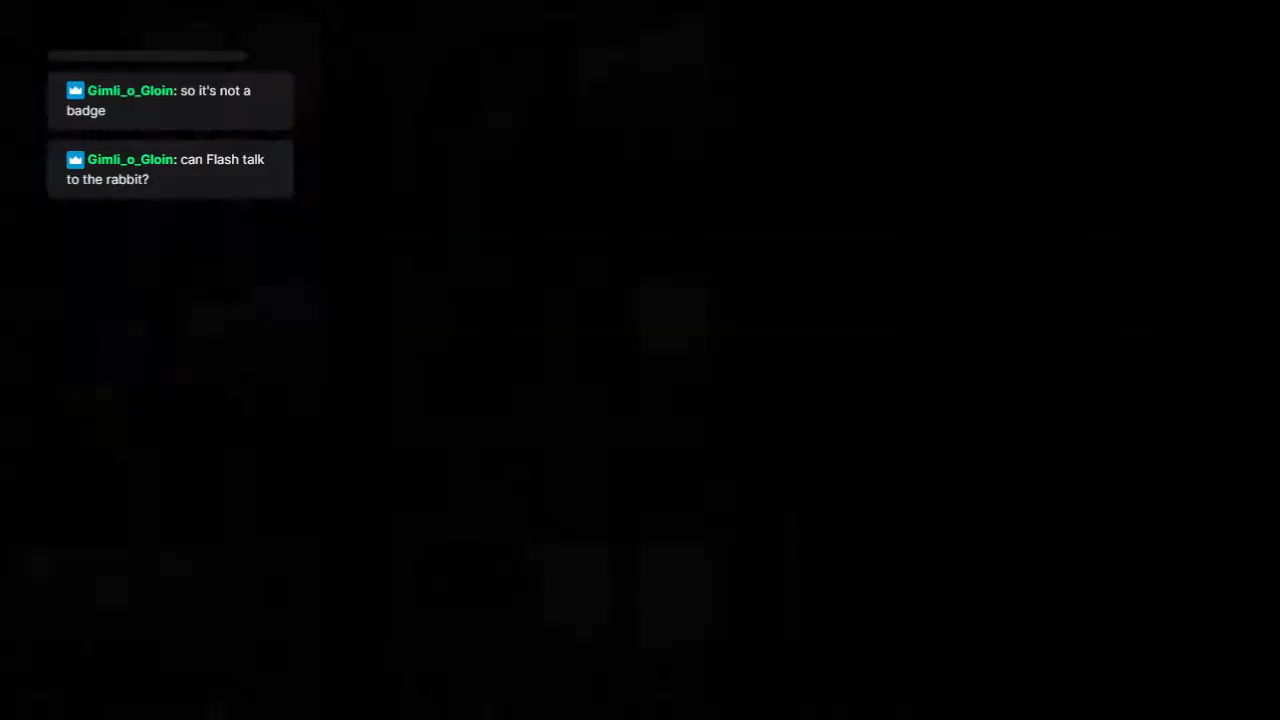 Gimli_o_Gloin: so it's not a
badge
Gimli_o_Gloin: can Flash talk
to the rabbit?